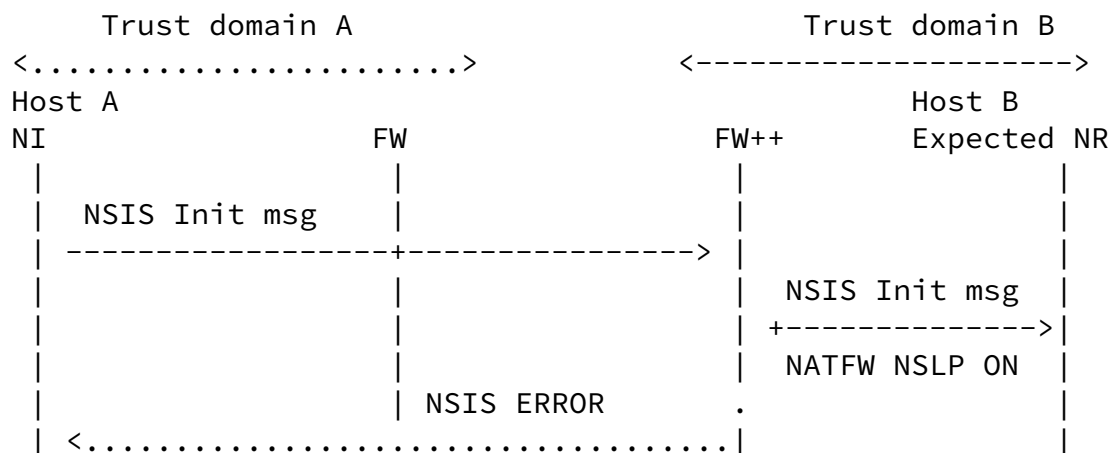 Trust domain A                          Trust domain B
<.........................>            <--------------------->
Host A                                              Host B
NI                   FW                  FW++       Expected NR
|                    |                   |                  |
|  NSIS Init msg     |                   |                  |
| -------------------+----------------> |                  |
|                    |                   |  NSIS Init msg   |
|                    |                   | +-------------->|
|                    |                   |  NATFW NSLP ON   |
|                    | NSIS ERROR        .                  |
| <.....................................|                  |